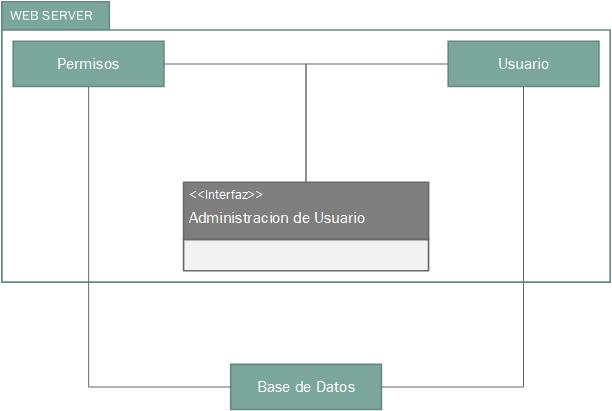 WEB SERVER
Permisos
Usuario
<<Interfaz>>
Administracion de Usuario
Base de Datos